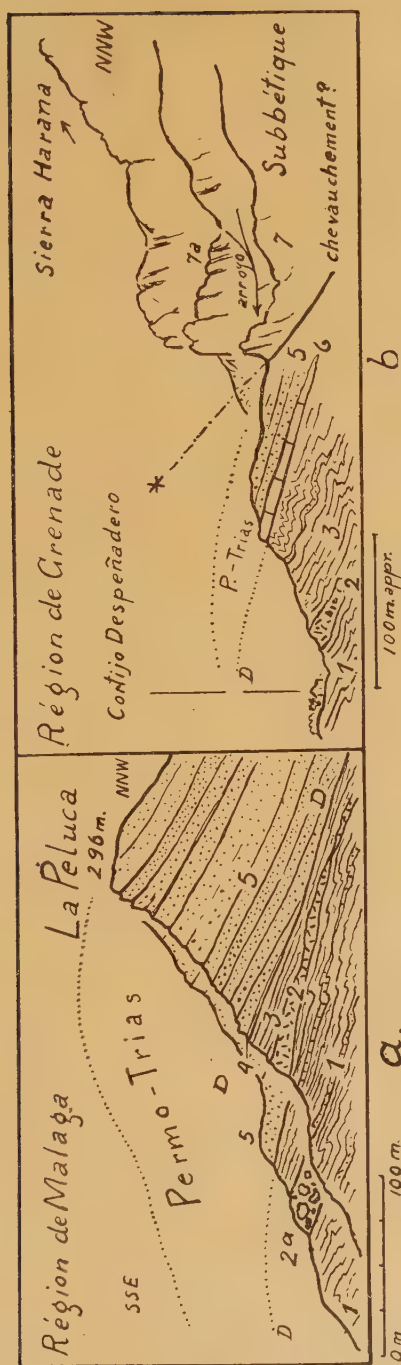 Région de Malaga
La Peluca
296 m.
NNW
SSE
Permo-Trias
D
5
D
4
3
2
5
D
2a
1
1
0 m.
100 m.
a.
Région de Grenade
Sierra Harana
NNW
Cortijo Despeñadero
*
7a
arroyo
Subbétique
7
chevauchement?
P.-Trias
D
5
6
3
2
1
100 m. appr.
b